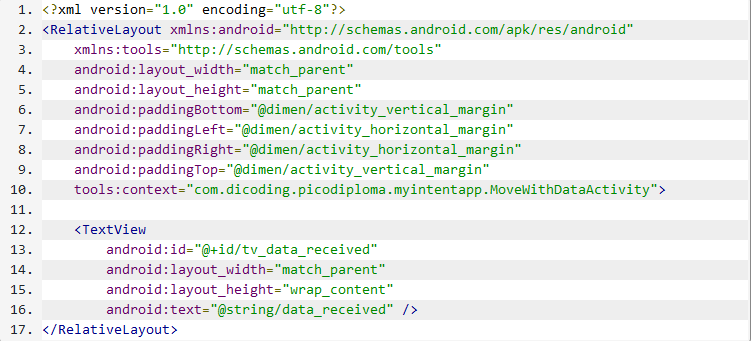 1. <?xml version="1.0" encoding="utf-8"?>
2. <RelativeLayout xmlns:android="http://schemas.android.com/apk/res/android"
3.     xmlns:tools="http://schemas.android.com/tools"
4.     android:layout_width="match_parent"
5.     android:layout_height="match_parent"
6.     android:paddingBottom="@dimen/activity_vertical_margin"
7.     android:paddingLeft="@dimen/activity_horizontal_margin"
8.     android:paddingRight="@dimen/activity_horizontal_margin"
9.     android:paddingTop="@dimen/activity_vertical_margin"
10.     tools:context="com.dicoding.picodiploma.myintentapp.MoveWithDataActivity">
11.
12.     <TextView
13.         android:id="@+id/tv_data_received"
14.         android:layout_width="match_parent"
15.         android:layout_height="wrap_content"
16.         android:text="@string/data_received" />
17. </RelativeLayout>